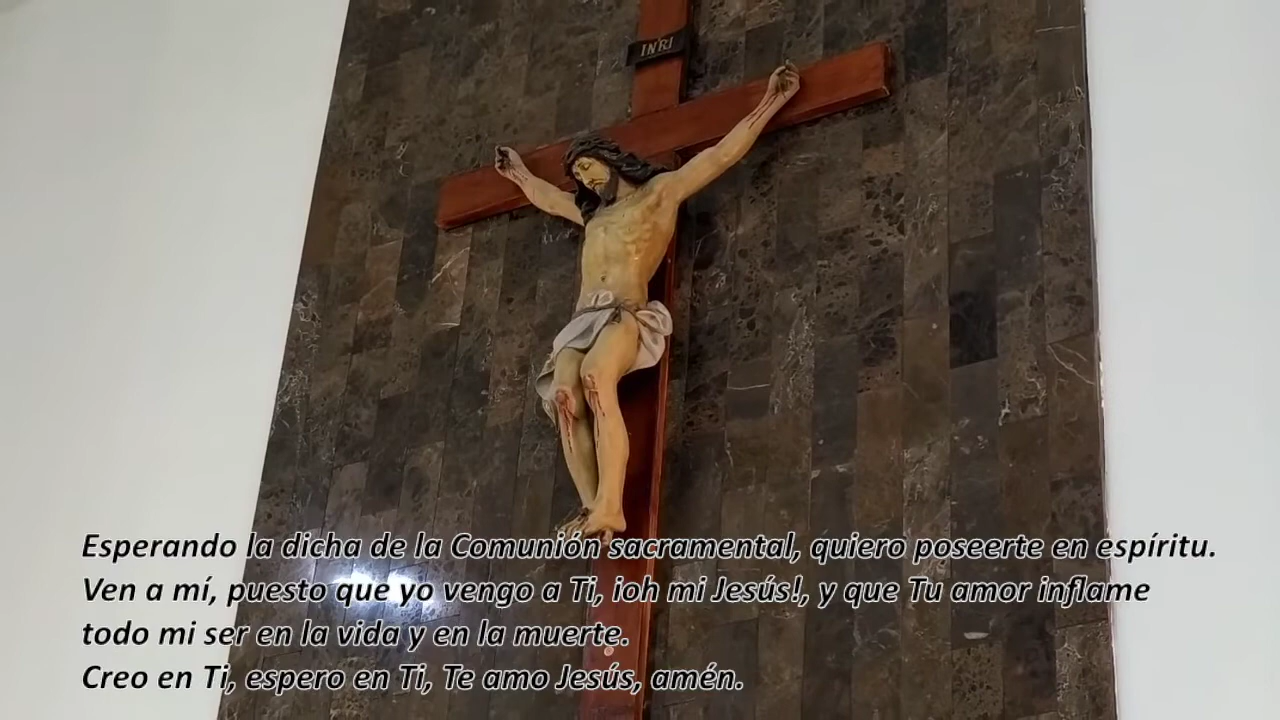 INRI
Esperando la dicha de la Comunión sacramental, quiero poseerte en espíritu.
Ven a mí, puesto que yo vengo a Ti, ¡oh mi Jesús!, y que Tu amor inflame
todo mi ser en la vida y en la muerte.
Creo en Ti, espero en Ti, Te amo Jesús, amén.